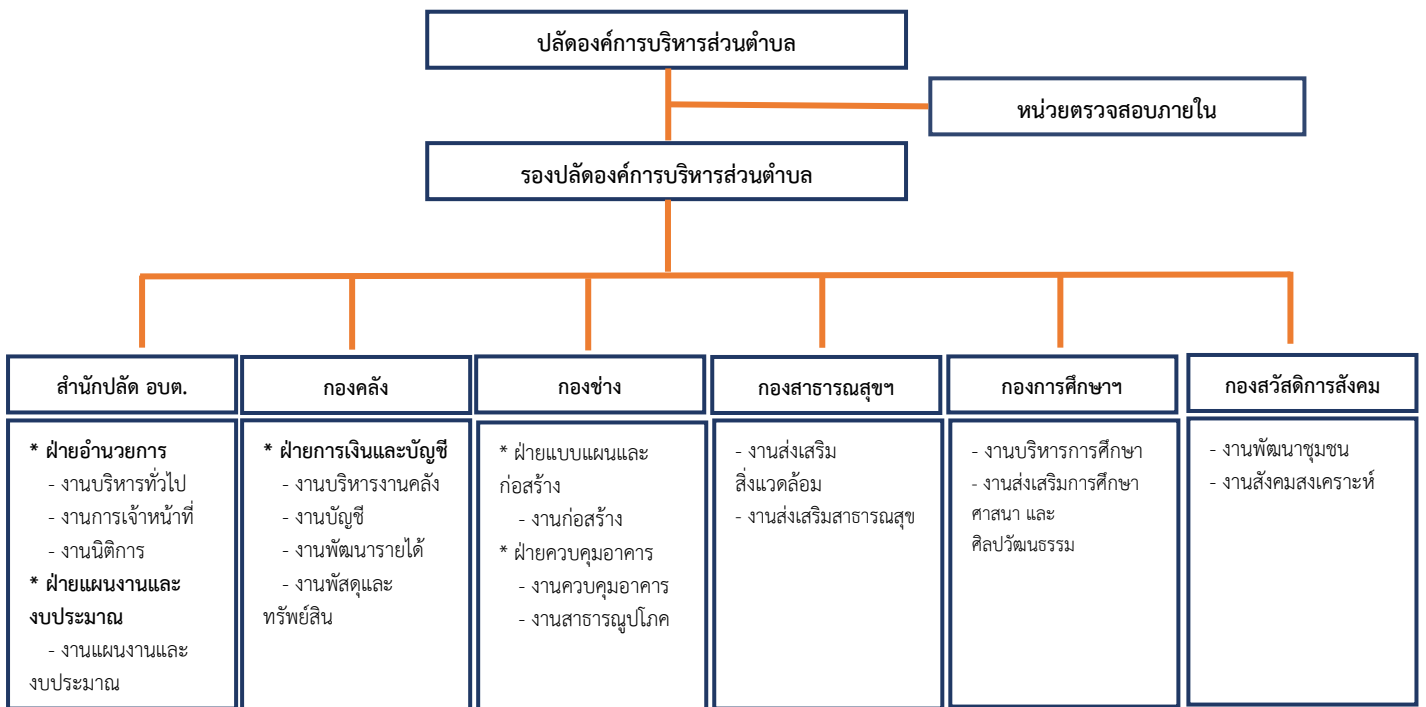 ปลัดองค์การบริหารส่วนตำบล
หน่วยตรวจสอบภายใน
รองปลัดองค์การบริหารส่วนตำบล
สำนักปลัด อบต.
* ฝ่ายอำนวยการ
- งานบริหารทั่วไป
- งานการเจ้าหน้าที่
- งานนิติการ
* ฝ่ายแผนงานและ
งบประมาณ
- งานแผนงานและ
งบประมาณ
กองคลัง
* ฝ่ายการเงินและบัญชี
- งานบริหารงานคลัง
- งานบัญชี
- งานพัฒนารายได้
- งานพัสดุและ
ทรัพย์สิน
กองช่าง
* ฝ่ายแบบแผนและ
ก่อสร้าง
- งานก่อสร้าง
* ฝ่ายควบคุมอาคาร
- งานควบคุมอาคาร
- งานสาธารณูปโภค
กองสาธารณสุขฯ
- งานส่งเสริม
สิ่งแวดล้อม
- งานส่งเสริมสาธารณสุข
กองการศึกษาฯ
- งานบริหารการศึกษา
- งานส่งเสริมการศึกษา
ศาสนา และ
ศิลปวัฒนธรรม
กองสวัสดิการสังคม
- งานพัฒนาชุมชน
- งานสังคมสงเคราะห์